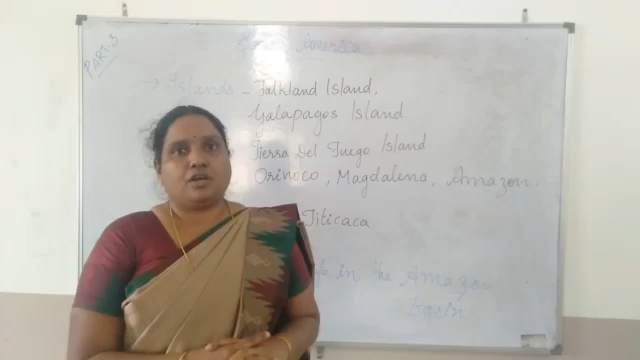 PART-3
America
→ Islands - Falkland Island,
Galapagos Island
Tierra Del Fuego Island
Orinoco, Magdalena, Amazon.
Titicaca
in the Amazon
Basin